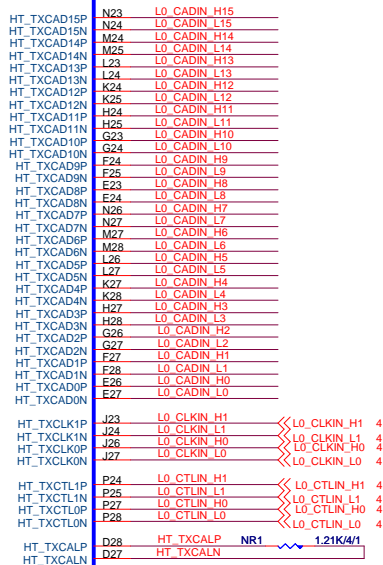 HT_TXCAD15P N23 L0_CADIN_H15
HT_TXCAD15N N24 L0_CADIN_L15
HT_TXCAD14P M24 L0_CADIN_H14
HT_TXCAD14N M25 L0_CADIN_L14
HT_TXCAD13P L23 L0_CADIN_H13
HT_TXCAD13N L24 L0_CADIN_L13
HT_TXCAD12P K24 L0_CADIN_H12
HT_TXCAD12N K25 L0_CADIN_L12
HT_TXCAD11P H24 L0_CADIN_H11
HT_TXCAD11N H25 L0_CADIN_L11
HT_TXCAD10P G23 L0_CADIN_H10
HT_TXCAD10N G24 L0_CADIN_L10
HT_TXCAD9P F24 L0_CADIN_H9
HT_TXCAD9N F25 L0_CADIN_L9
HT_TXCAD8P E23 L0_CADIN_H8
HT_TXCAD8N E24 L0_CADIN_L8
HT_TXCAD7P N26 L0_CADIN_H7
HT_TXCAD7N N27 L0_CADIN_L7
HT_TXCAD6P M27 L0_CADIN_H6
HT_TXCAD6N M28 L0_CADIN_L6
HT_TXCAD5P L26 L0_CADIN_H5
HT_TXCAD5N L27 L0_CADIN_L5
HT_TXCAD4P K27 L0_CADIN_H4
HT_TXCAD4N K28 L0_CADIN_L4
HT_TXCAD3P H27 L0_CADIN_H3
HT_TXCAD3N H28 L0_CADIN_L3
HT_TXCAD2P G26 L0_CADIN_H2
HT_TXCAD2N G27 L0_CADIN_L2
HT_TXCAD1P F27 L0_CADIN_H1
HT_TXCAD1N F28 L0_CADIN_L1
HT_TXCAD0P E26 L0_CADIN_H0
HT_TXCAD0N E27 L0_CADIN_L0
HT_TXCLK1P J23 L0_CLKIN_H1 L0_CLKIN_H1 4
HT_TXCLK1N J24 L0_CLKIN_L1 L0_CLKIN_L1 4
HT_TXCLK0P J26 L0_CLKIN_H0 L0_CLKIN_H0 4
HT_TXCLK0N J27 L0_CLKIN_L0 L0_CLKIN_L0 4
HT_TXCTL1P P24 L0_CTLIN_H1 L0_CTLIN_H1 4
HT_TXCTL1N P25 L0_CTLIN_L1 L0_CTLIN_L1 4
HT_TXCTL0P P27 L0_CTLIN_H0 L0_CTLIN_H0 4
HT_TXCTL0N P28 L0_CTLIN_L0 L0_CTLIN_L0 4
HT_TXCALP D28 HT_TXCALP NR1 1.21K/4/1
HT_TXCALN D27 HT_TXCALN